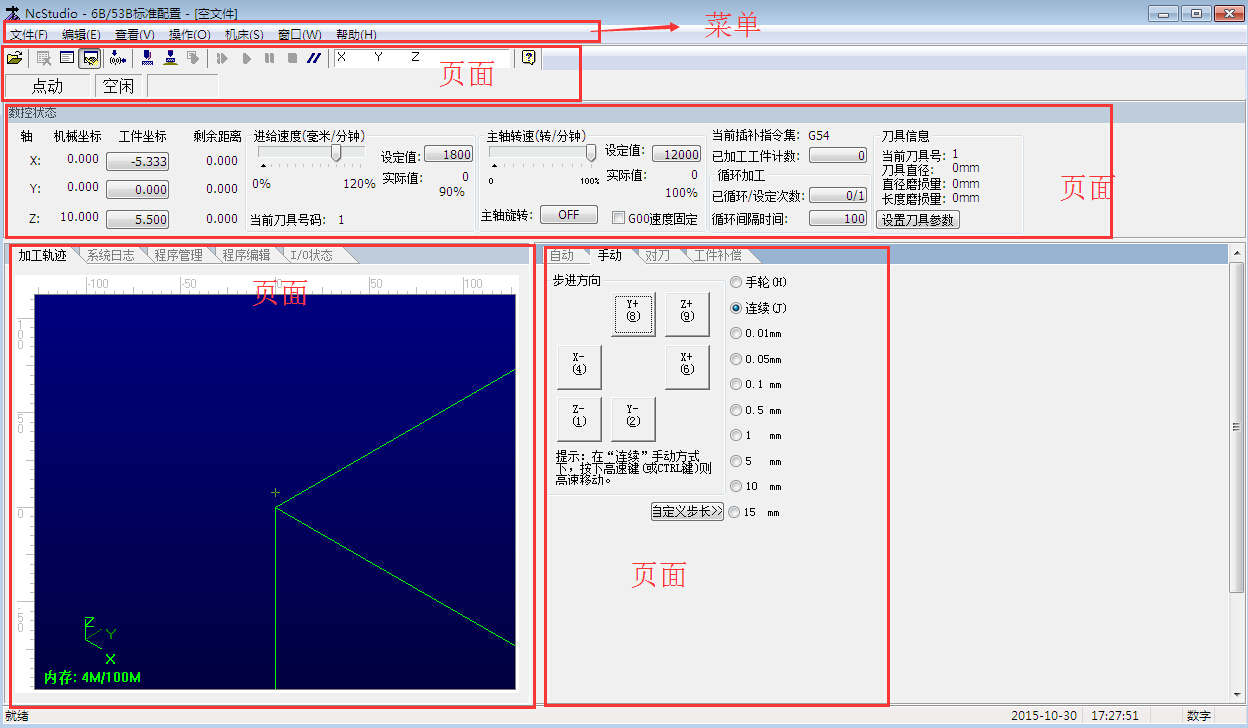 NcStudio - 6B/53B标准配置 - [空文件]
文件(F) 编辑(E) 查看(V) 操作(O) 机床(S) 窗口(W) 帮助(H)
菜单
X Y Z
页面
点动 空闲
数控状态
轴 机械坐标 工件坐标 剩余距离
X: 0.000 -5.333 0.000
Y: 0.000 0.000 0.000
Z: 10.000 5.500 0.000
进给速度(毫米/分钟)
设定值: 1800
0% 120%
实际值: 0
90%
当前刀具号码: 1
主轴转速(转/分钟)
设定值: 12000
0 100%
实际值: 0
100%
主轴旋转: OFF
G00速度固定
当前插补指令集: G54
已加工工件计数: 0
循环加工
已循环/设定次数: 0/1
循环间隔时间: 100
刀具信息
当前刀具号: 1
刀具直径: 0mm
直径磨损量: 0mm
长度磨损量: 0mm
设置刀具参数
页面
加工轨迹 系统日志 程序管理 程序编辑 I/O状态
-100 -50 0 50 100
页面
100
50
0
-50
Z
Y
X
内存: 4M/100M
自动 手动 对刀 工件补偿
步进方向
Y+
(8)
Z+
(9)
X-
(4)
X+
(6)
Z-
(1)
Y-
(2)
提示: 在“连续”手动方式
下，按下高速键(或CTRL键)则
高速移动。
自定义步长>>
手轮(H)
连续(J)
0.01mm
0.05mm
0.1 mm
0.5 mm
1 mm
5 mm
10 mm
15 mm
页面
就绪
2015-10-30 17:27:51 数字